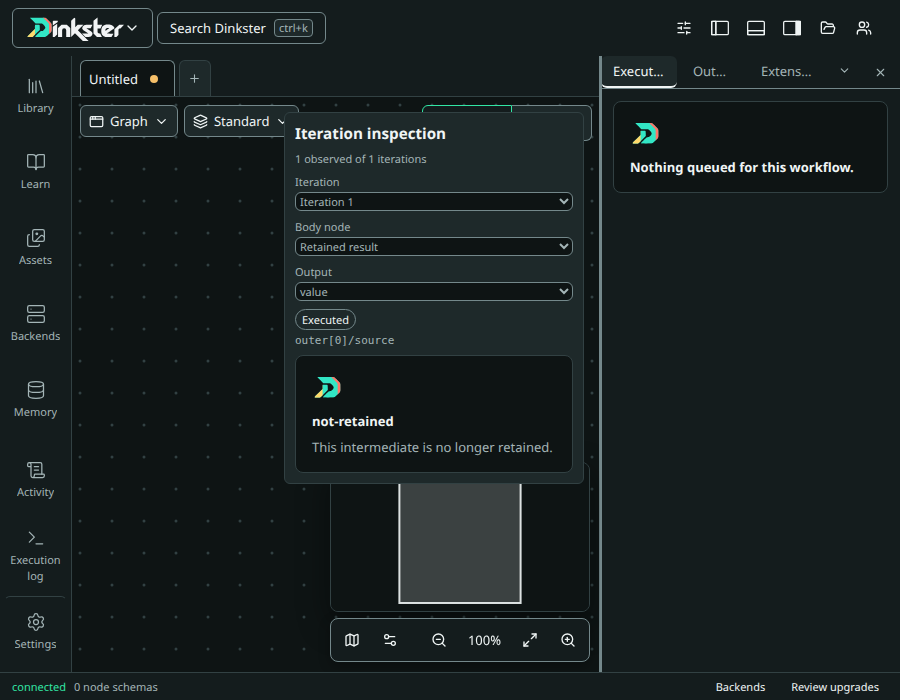 Dinkster
Search Dinkster ctrl+k
Untitled
+
Library
Learn
Assets
Backends
Memory
Activity
Execution
log
Settings
Graph
Standard
Iteration inspection
1 observed of 1 iterations
Iteration
Iteration 1
Body node
Retained result
Output
value
Executed
outer[0]/source
not-retained
This intermediate is no longer retained.
100%
Execut...
Out...
Extens...
Nothing queued for this workflow.
connected
0 node schemas
Backends
Review upgrades